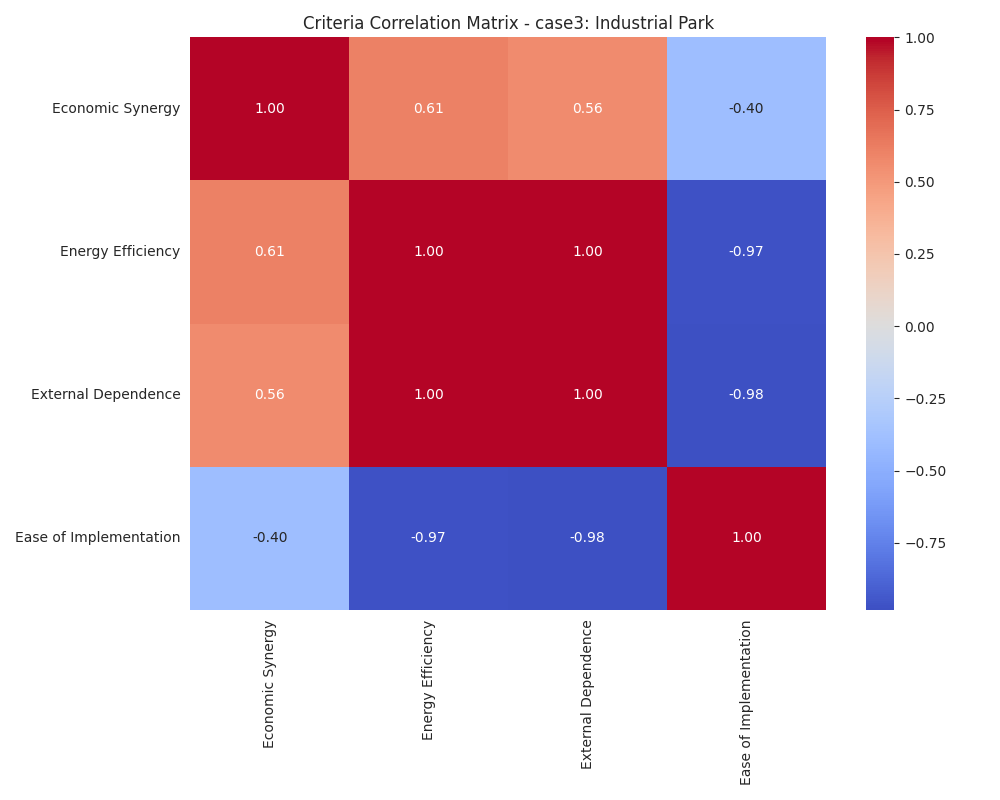 Criteria Correlation Matrix - case3: Industrial Park
Economic Synergy
1.00
0.61
0.56
-0.40
Energy Efficiency
0.61
1.00
1.00
-0.97
External Dependence
0.56
1.00
1.00
-0.98
Ease of Implementation
-0.40
-0.97
-0.98
1.00
Economic Synergy
Energy Efficiency
External Dependence
Ease of Implementation
1.00
0.75
0.50
0.25
0.00
−0.25
−0.50
−0.75